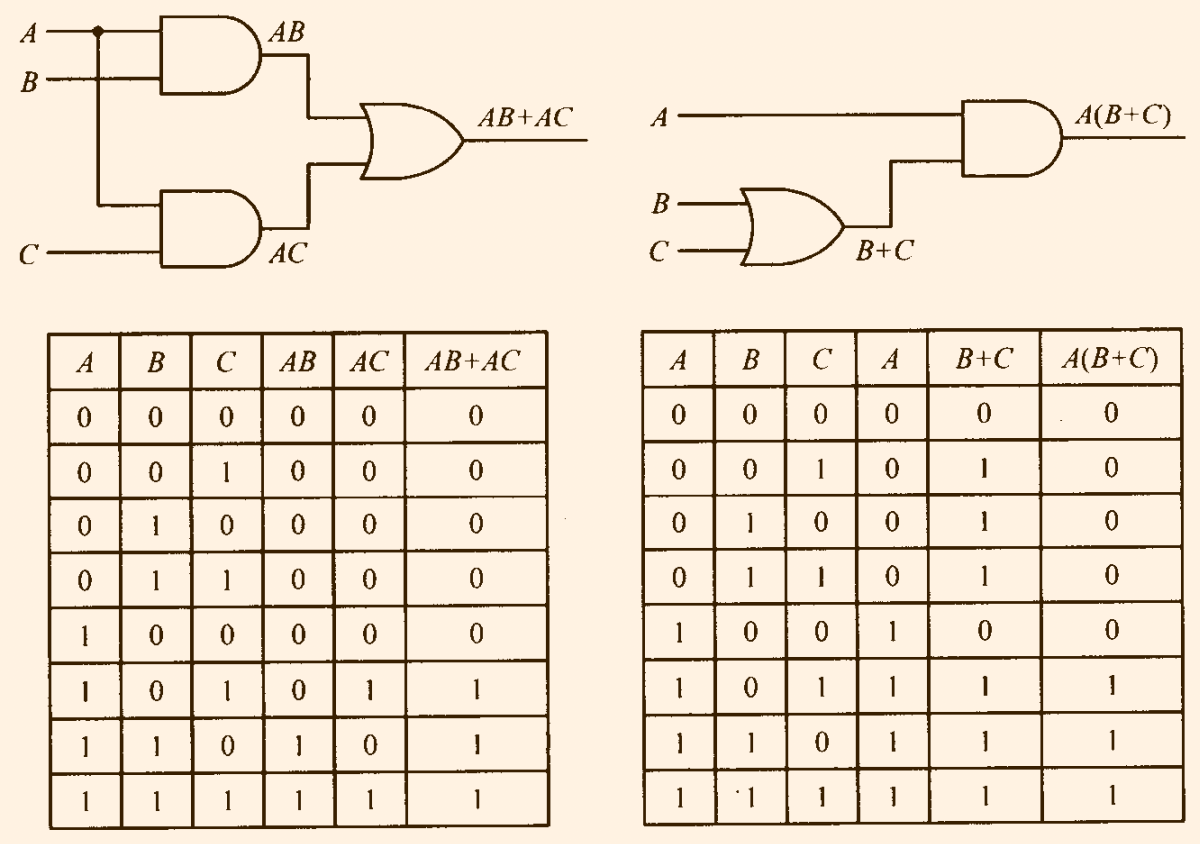 A
B
C
AB
AC
AB+AC
A
B
C
B+C
A(B+C)
A B C AB AC AB+AC
0 0 0 0 0 0
0 0 1 0 0 0
0 1 0 0 0 0
0 1 1 0 0 0
1 0 0 0 0 0
1 0 1 0 1 1
1 1 0 1 0 1
1 1 1 1 1 1
A B C A B+C A(B+C)
0 0 0 0 0 0
0 0 1 0 1 0
0 1 0 0 1 0
0 1 1 0 1 0
1 0 0 1 0 0
1 0 1 1 1 1
1 1 0 1 1 1
1 1 1 1 1 1